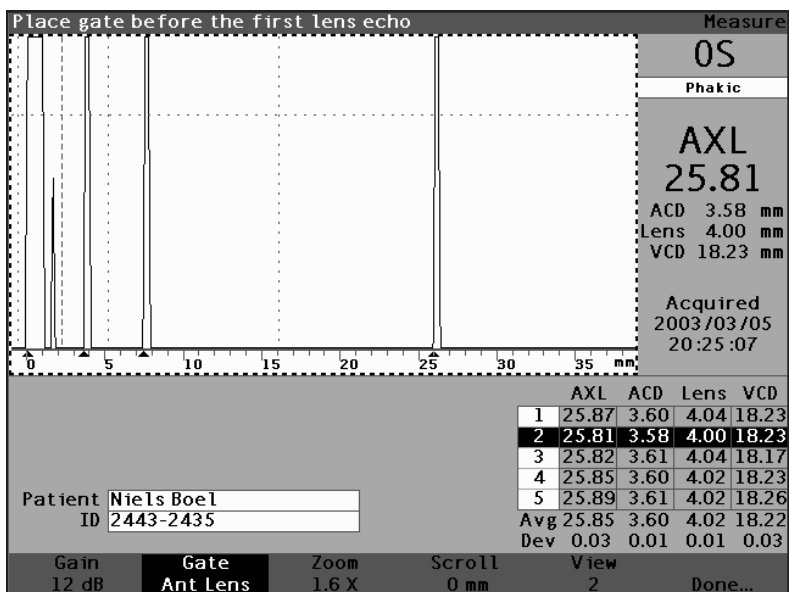 Place gate before the first lens echo
Measure
OS
Phakic
AXL
25.81
ACD 3.58 mm
Lens 4.00 mm
VCD 18.23 mm
Acquired
2003/03/05
20:25:07
0 5 10 15 20 25 30 35 mm
AXL ACD Lens VCD
1 25.87 3.60 4.04 18.23
2 25.81 3.58 4.00 18.23
3 25.82 3.61 4.04 18.17
4 25.85 3.60 4.02 18.23
5 25.89 3.61 4.02 18.26
Avg 25.85 3.60 4.02 18.22
Dev 0.03 0.01 0.01 0.03
Patient Niels Boel
ID 2443-2435
Gain Gate Zoom Scroll View
12 dB Ant Lens 1.6 X 0 mm 2 Done...